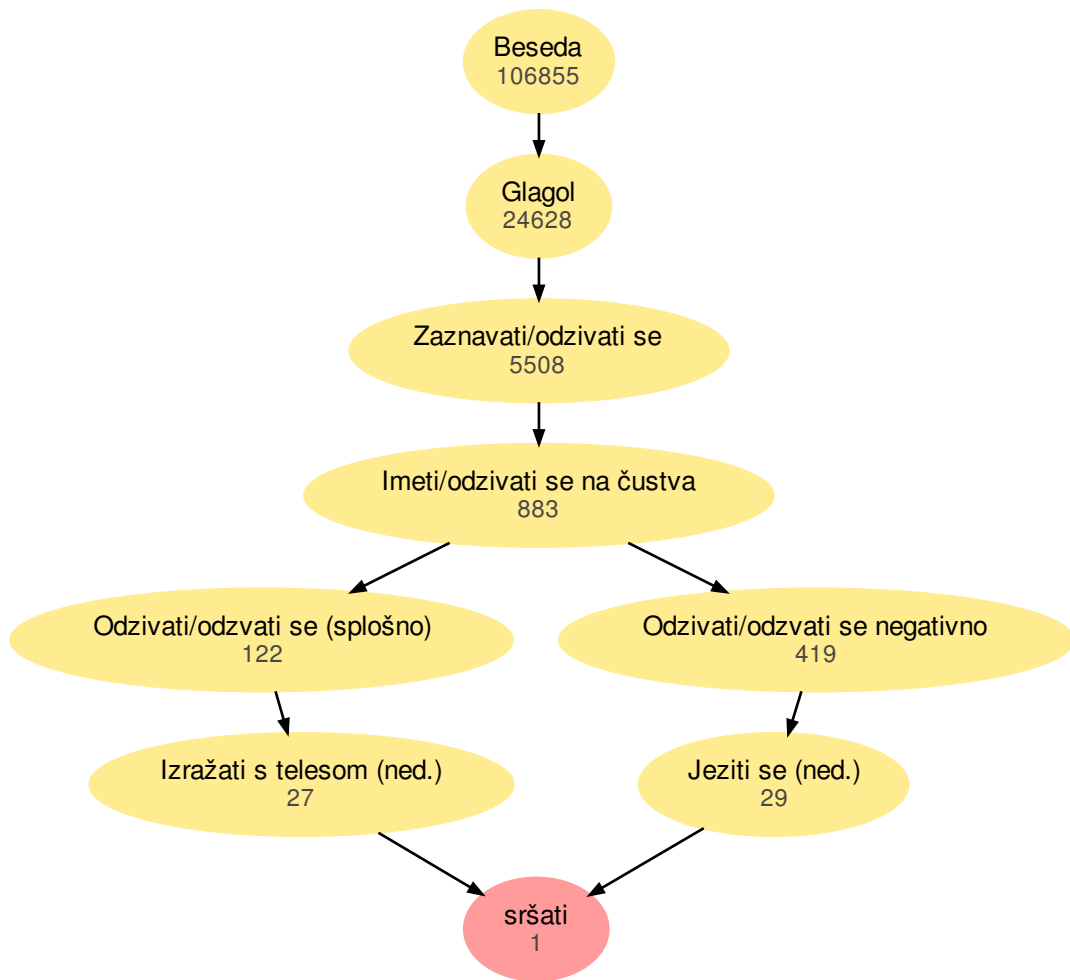 Beseda
106855
Glagol
24628
Zaznavati/odzivati se
5508
Imeti/odzivati se na čustva
883
Odzivati/odzvati se (splošno)
122
Odzivati/odzvati se negativno
419
Izražati s telesom (ned.)
27
Jeziti se (ned.)
29
sršati
1